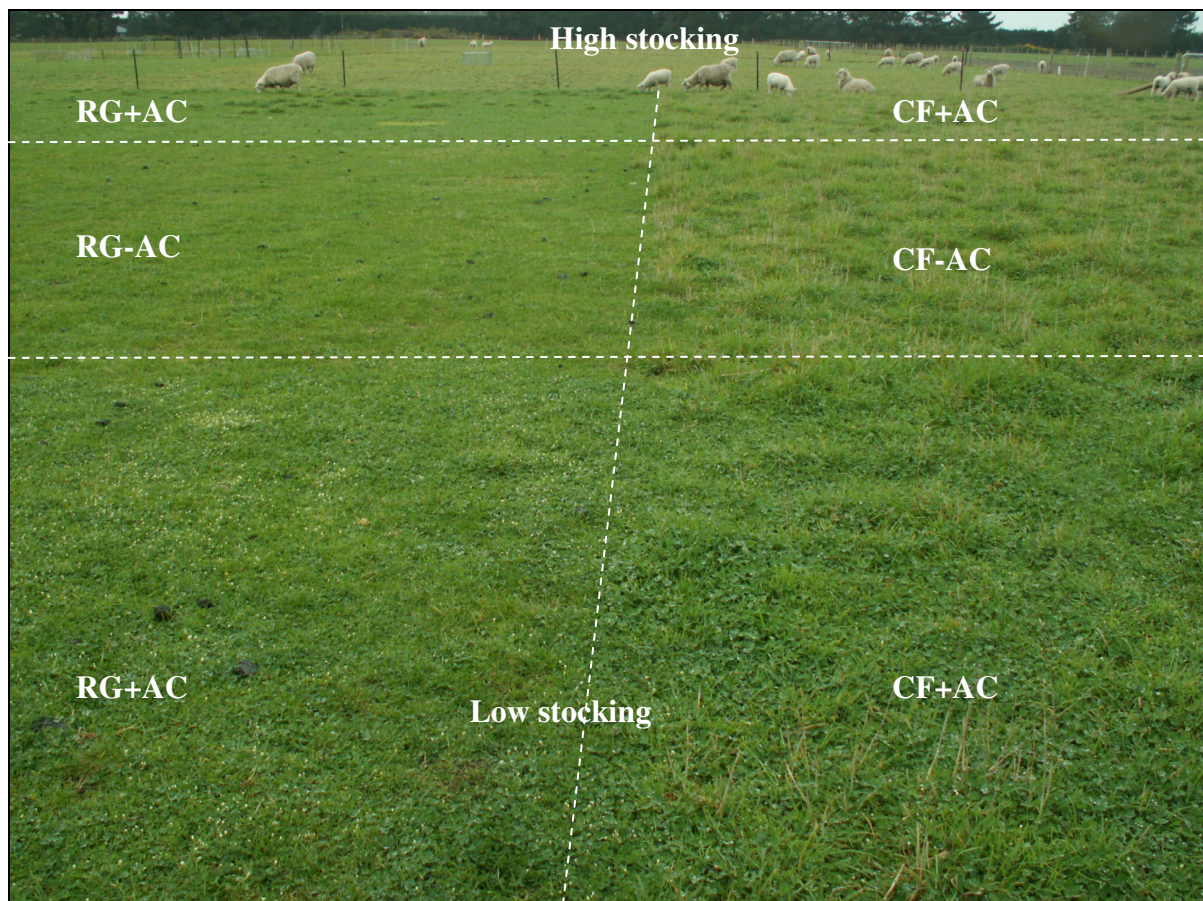 High stocking
RG+AC
CF+AC
RG-AC
CF-AC
RG+AC
CF+AC
Low stocking